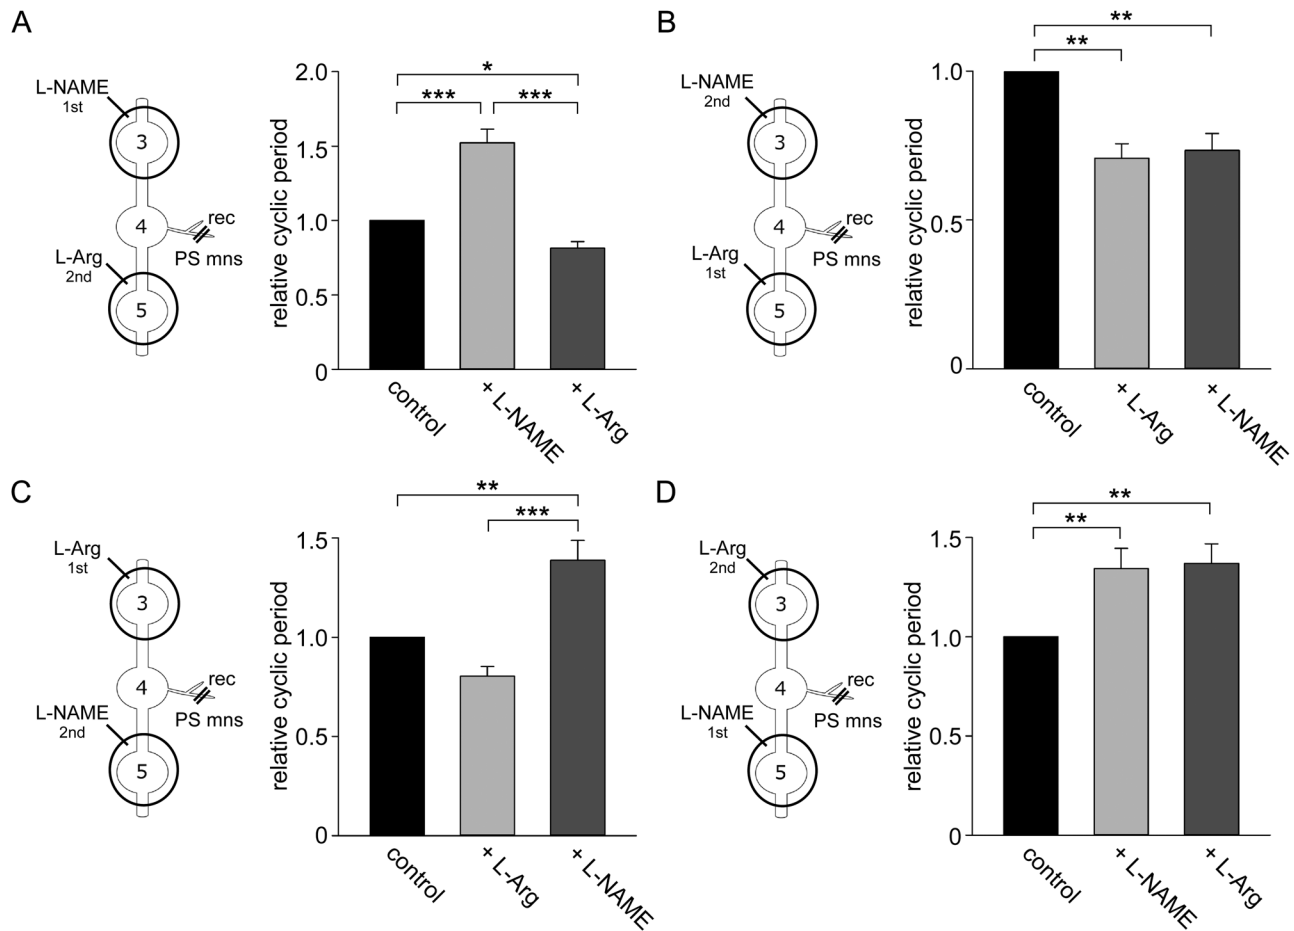 A
L-NAME
1st
3
4
rec
PS mns
L-Arg
2nd
5
relative cyclic period
2.0
1.5
1.0
0.5
0
*
***
***
control
+ L-NAME
+ L-Arg
B
L-NAME
2nd
3
4
rec
PS mns
L-Arg
1st
5
relative cyclic period
1.0
0.5
0
**
**
control
+ L-Arg
+ L-NAME
C
L-Arg
1st
3
4
rec
PS mns
L-NAME
2nd
5
relative cyclic period
1.5
1.0
0.5
0
**
***
control
+ L-Arg
+ L-NAME
D
L-Arg
2nd
3
4
rec
PS mns
L-NAME
1st
5
relative cyclic period
1.5
1.0
0.5
0
**
**
control
+ L-NAME
+ L-Arg